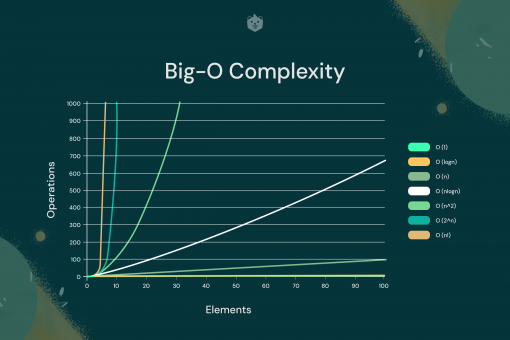 Big-O Complexity
Operations
1000
900
800
700
600
500
400
300
200
100
0
0 10 20 30 40 50 60 70 80 90 100
Elements
O (1)
O (logn)
O (n)
O (nlogn)
O (n^2)
O (2^n)
O (n!)